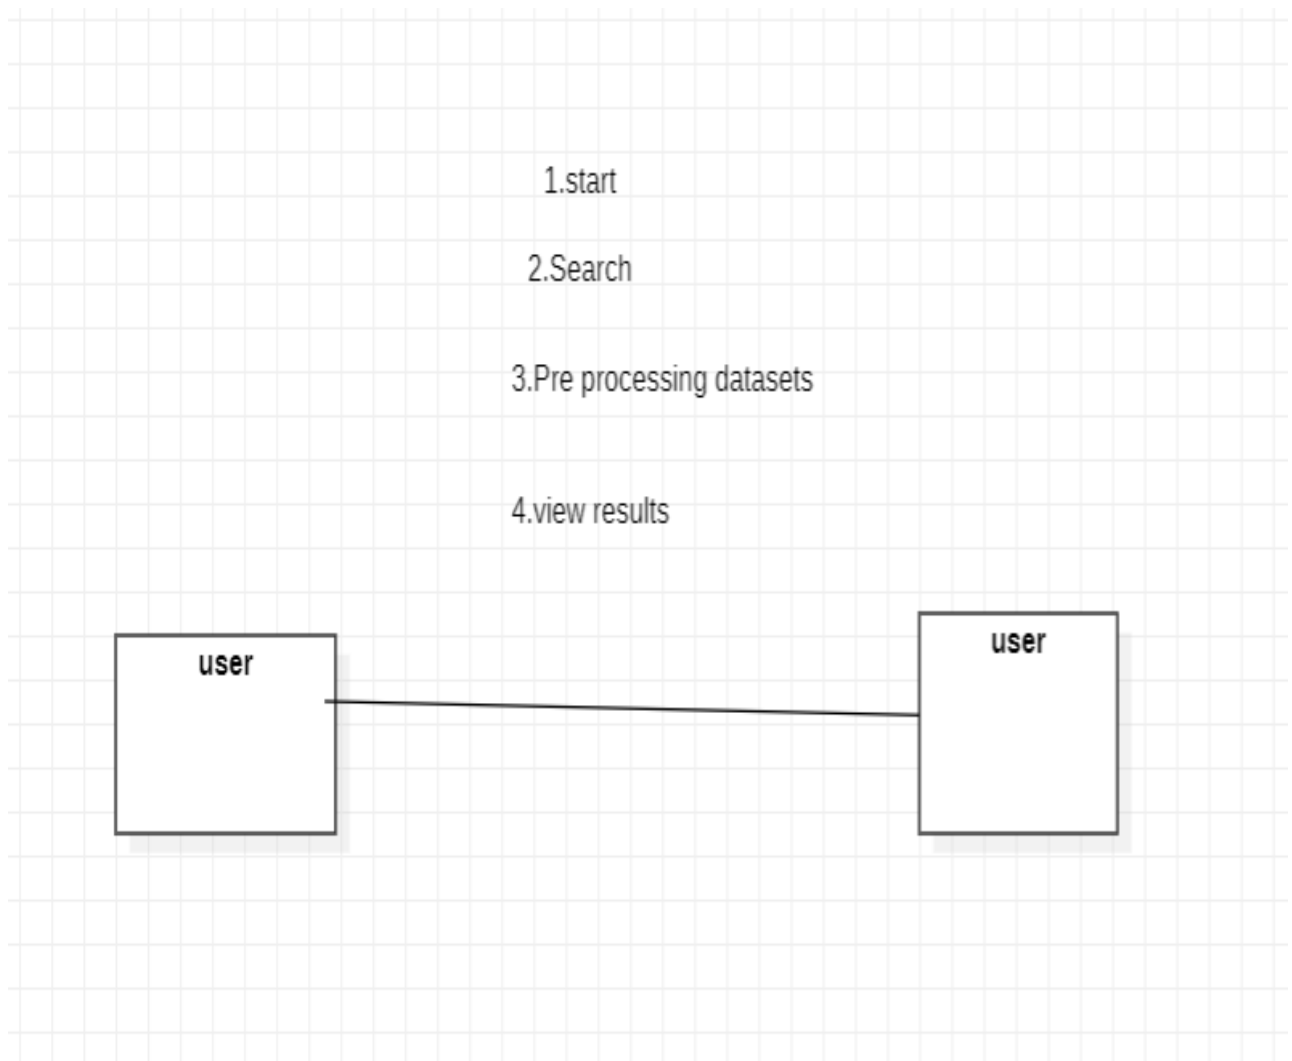 1.start
2.Search
3.Pre processing datasets
4.view results
user
user